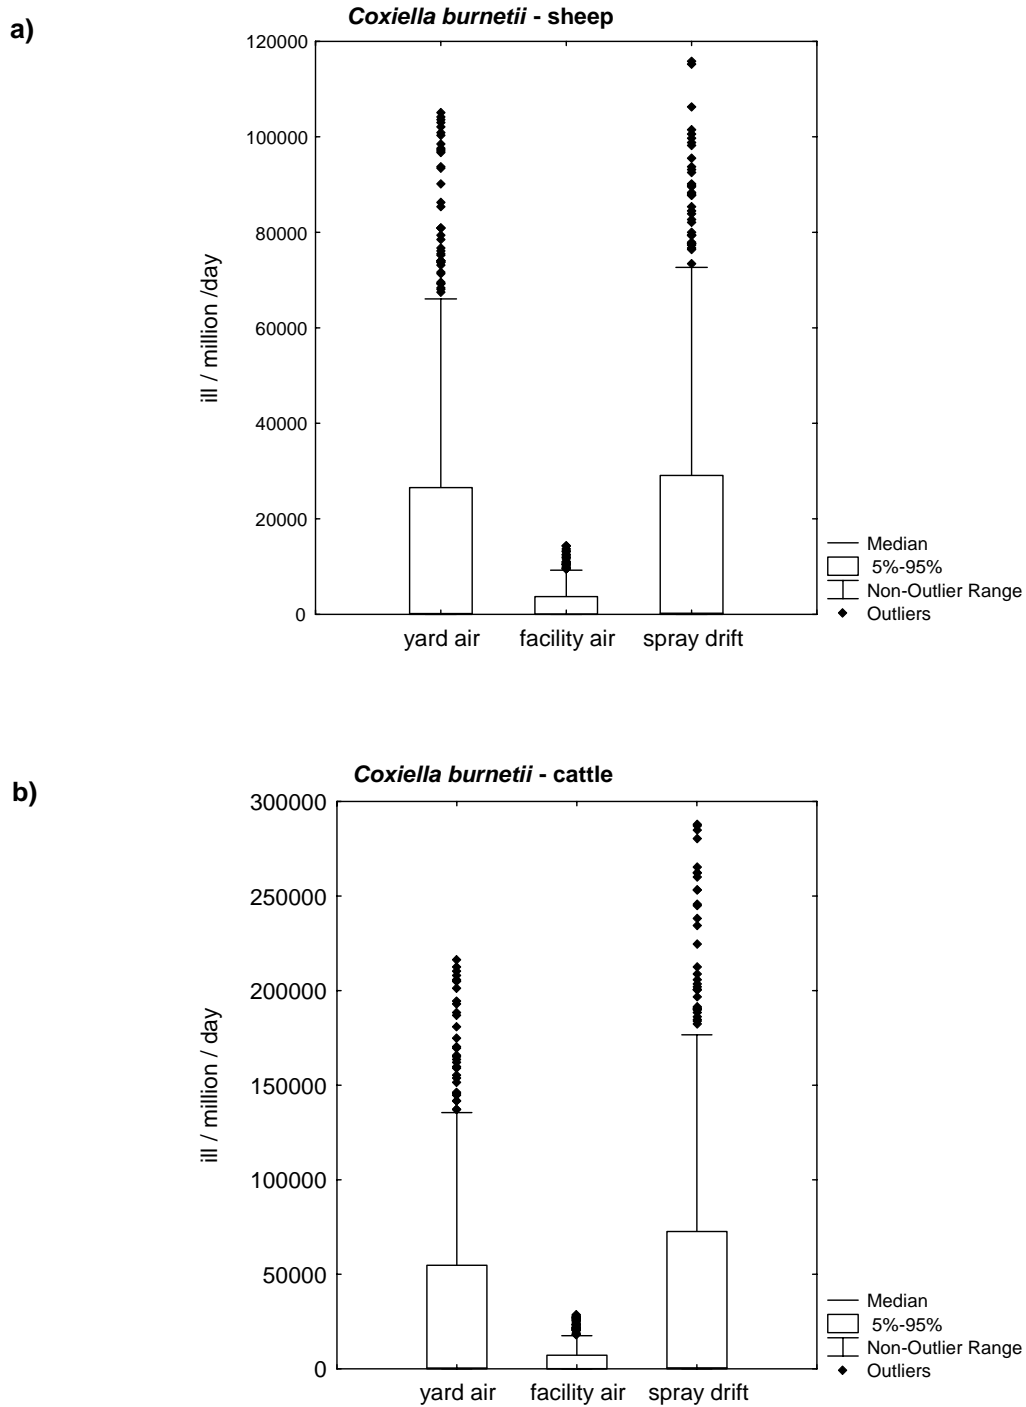 a)
Coxiella burnetii - sheep
120000
100000
80000
60000
40000
20000
0
ill / million /day
yard air
facility air
spray drift
Median
5%-95%
Non-Outlier Range
Outliers
b)
Coxiella burnetii - cattle
300000
250000
200000
150000
100000
50000
0
ill / million / day
yard air
facility air
spray drift
Median
5%-95%
Non-Outlier Range
Outliers